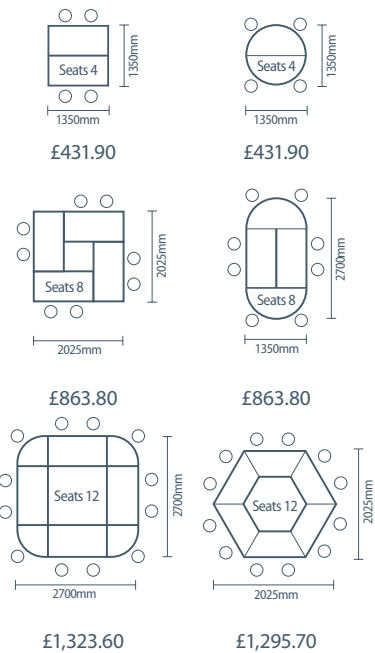 Seats 4
1350mm
1350mm
£431.90
Seats 4
1350mm
1350mm
£431.90
Seats 8
2025mm
2025mm
£863.80
Seats 8
2700mm
1350mm
£863.80
Seats 12
2700mm
2700mm
£1,323.60
Seats 12
2025mm
2025mm
£1,295.70